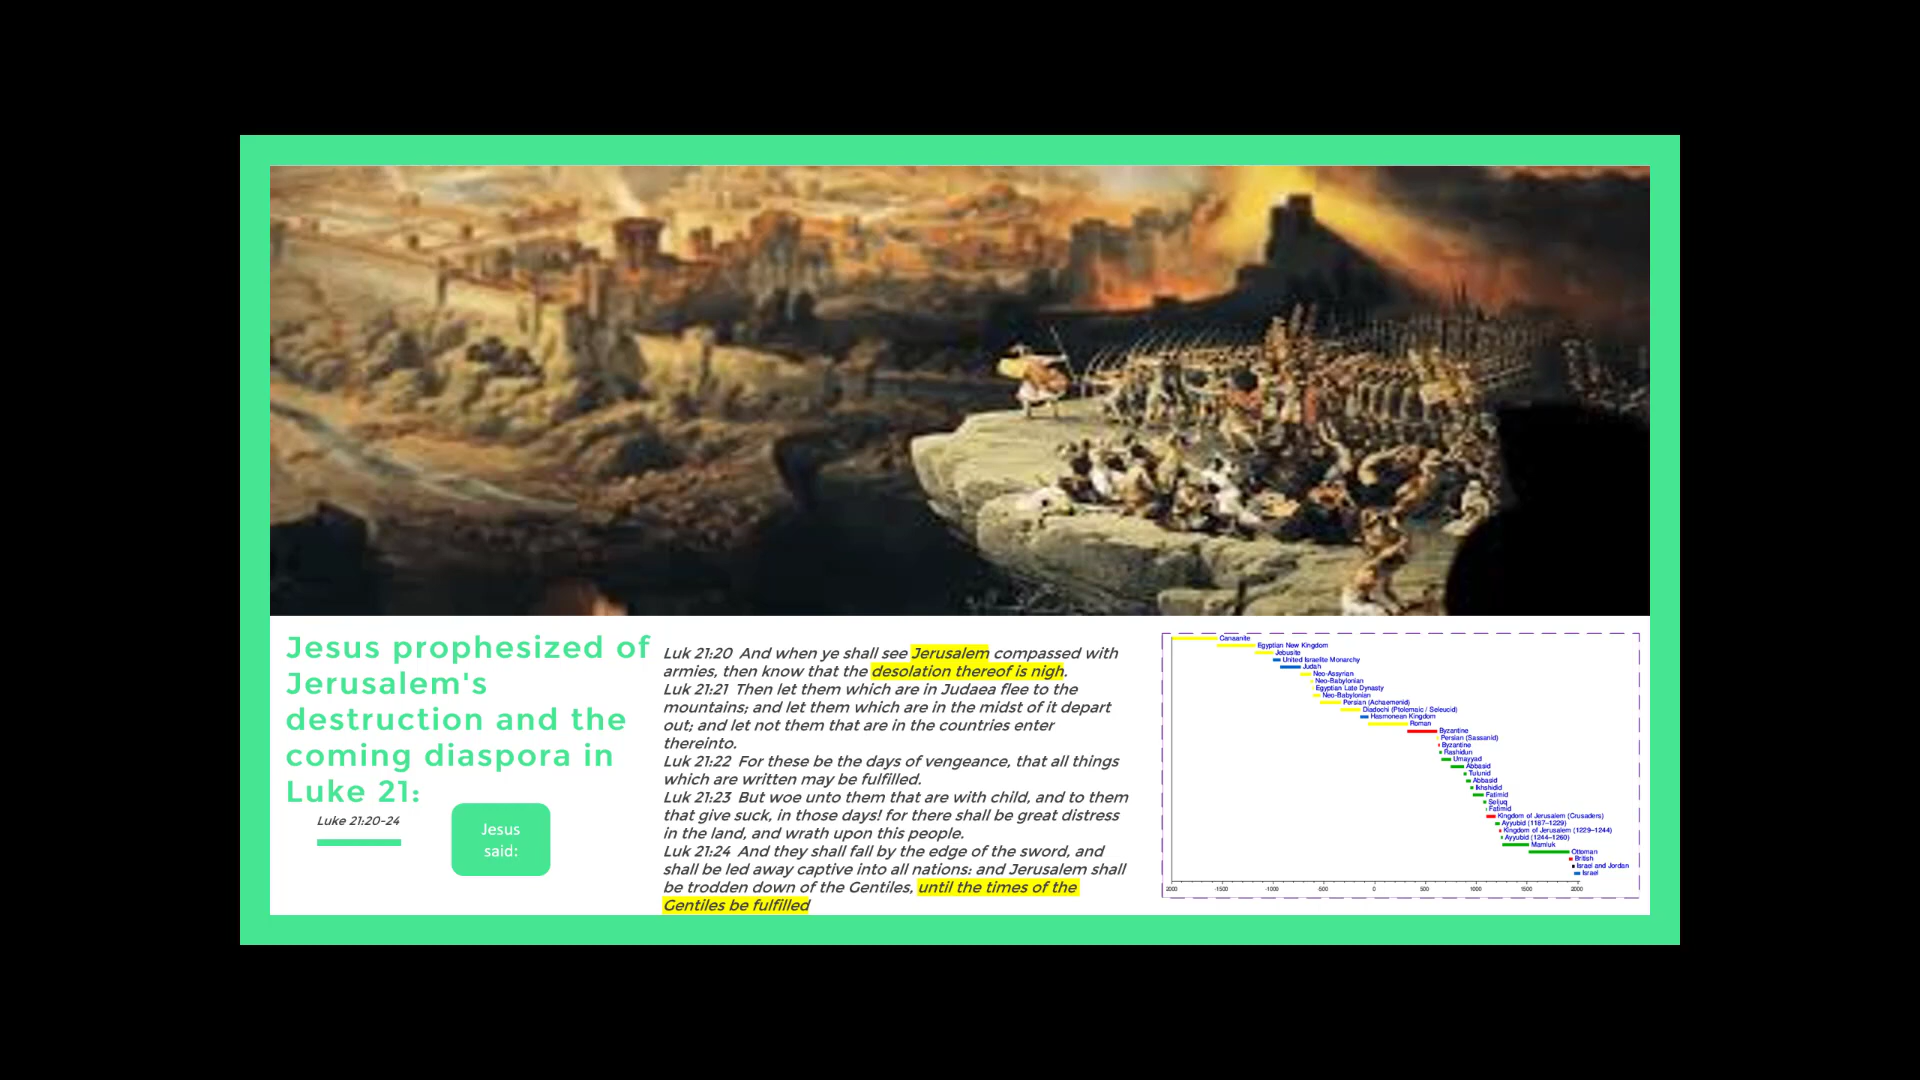 Jesus prophesized of
Jerusalem's
destruction and the
coming diaspora in
Luke 21:
Luke 21:20-24
Jesus
said:
Luk 21:20 And when ye shall see Jerusalem compassed with
armies, then know that the desolation thereof is nigh.
Luk 21:21 Then let them which are in Judaea flee to the
mountains; and let them which are in the midst of it depart
out; and let not them that are in the countries enter
thereinto.
Luk 21:22 For these be the days of vengeance, that all things
which are written may be fulfilled.
Luk 21:23 But woe unto them that are with child, and to them
that give suck, in those days! for there shall be great distress
in the land, and wrath upon this people.
Luk 21:24 And they shall fall by the edge of the sword, and
shall be led away captive into all nations: and Jerusalem shall
be trodden down of the Gentiles, until the times of the
Gentiles be fulfilled
Canaanite
Egyptian New Kingdom
Jebusite
United Israelite Monarchy
Judah
Neo-Assyrian
Neo-Babylonian
Egyptian Late Dynasty
Neo-Babylonian
Persian (Achaemenid)
Diadochi (Ptolemaic / Seleucid)
Hasmonean Kingdom
Roman
Byzantine
Persian (Sassanid)
Byzantine
Rashidun
Umayyad
Abbasid
Tulunid
Abbasid
Ikhshidid
Fatimid
Seljuq
Fatimid
Kingdom of Jerusalem (Crusaders)
Ayyubid (1187–1229)
Kingdom of Jerusalem (1229–1244)
Ayyubid (1244–1260)
Mamluk
Ottoman
British
Israel and Jordan
Israel
2000 -1500 -1000 -500 0 500 1000 1500 2000